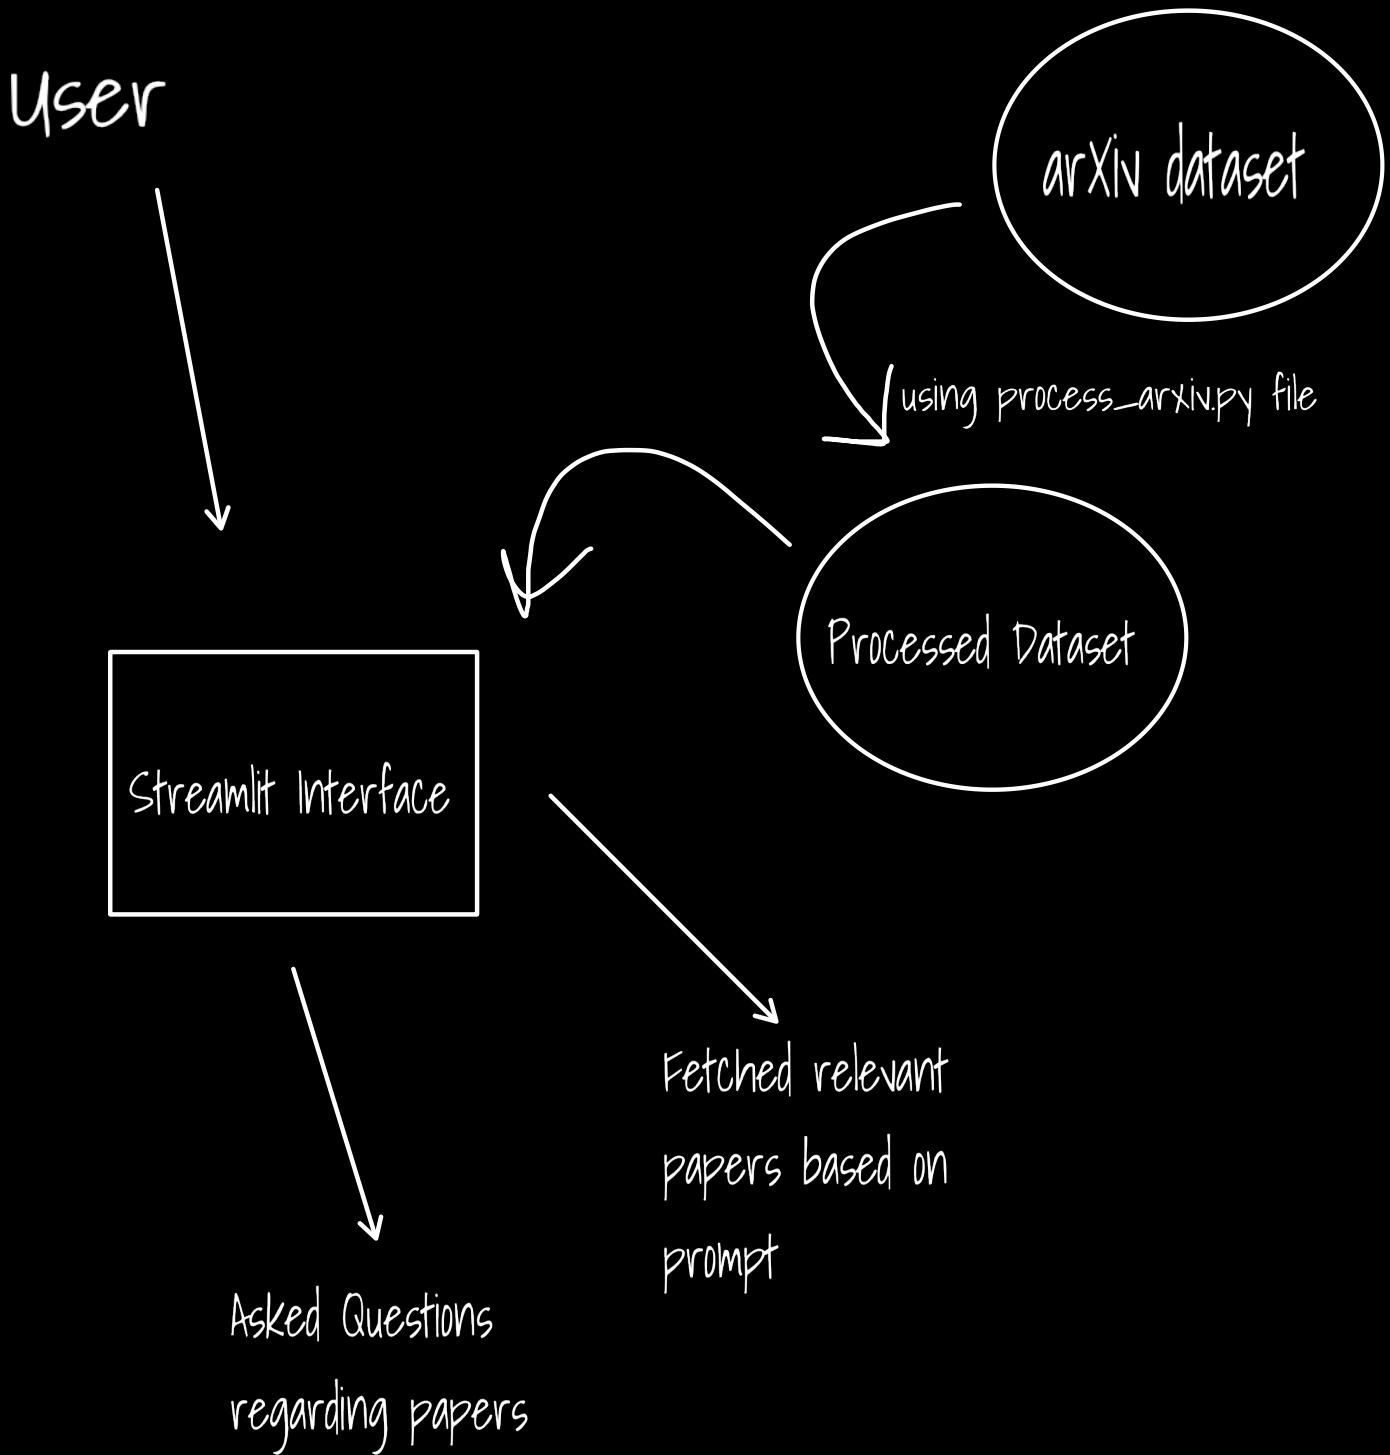 User
arXiv dataset
using process_arxiv.py file
Processed Dataset
Streamlit Interface
Fetched relevant
papers based on
prompt
Asked Questions
regarding papers